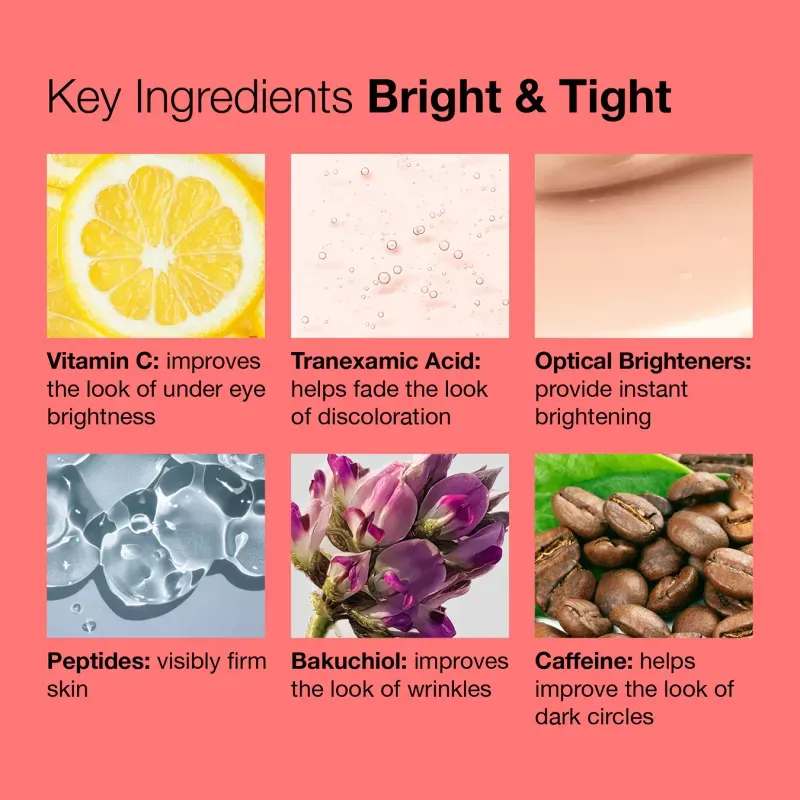 Key Ingredients Bright & Tight
Vitamin C: improves
the look of under eye
brightness
Tranexamic Acid:
helps fade the look
of discoloration
Optical Brighteners:
provide instant
brightening
Peptides: visibly firm
skin
Bakuchiol: improves
the look of wrinkles
Caffeine: helps
improve the look of
dark circles